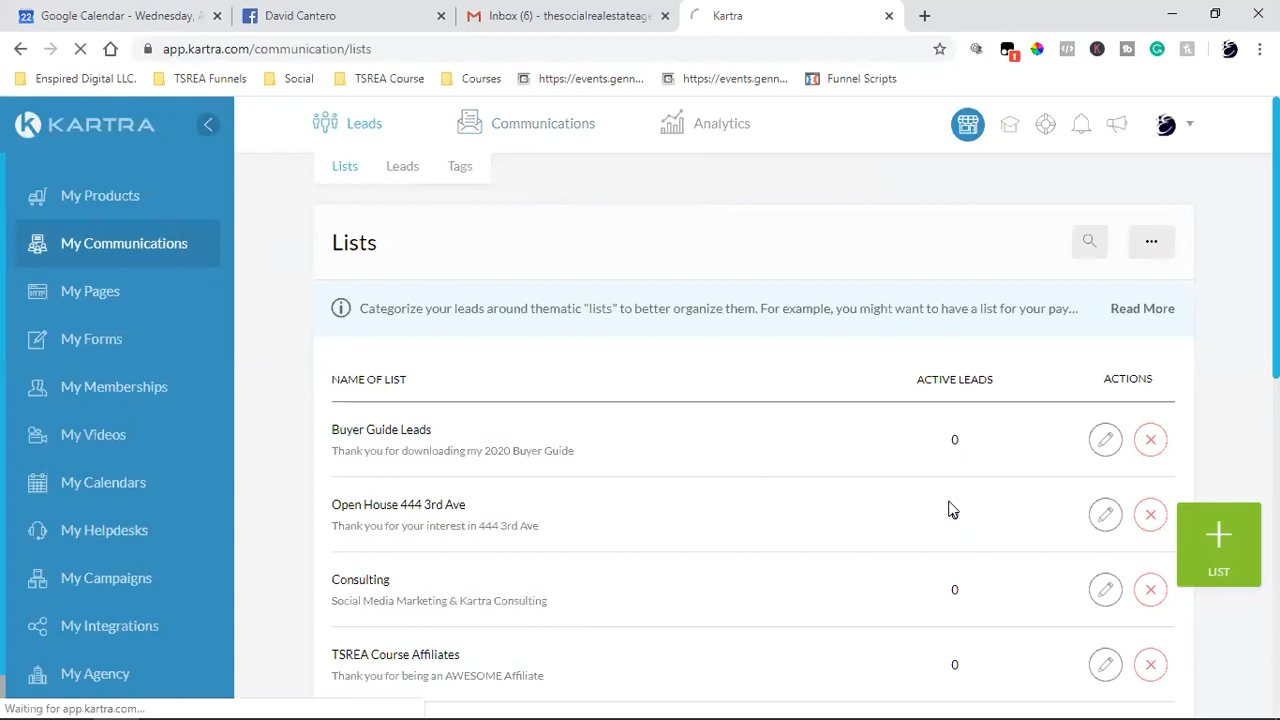 22 Google Calendar - Wednesday, A
David Cantero
Inbox (6) - thesocialrealestateag
Kartra
app.kartra.com/communication/lists
1
Enspired Digital LLC.
TSREA Funnels
Social
TSREA Course
Courses
https://events.genn...
https://events.genn...
Funnel Scripts
KARTRA
Leads
Communications
Analytics
Lists
Leads
Tags
My Products
My Communications
My Pages
My Forms
My Memberships
My Videos
My Calendars
My Helpdesks
My Campaigns
My Integrations
My Agency
Lists
Categorize your leads around thematic "lists" to better organize them. For example, you might want to have a list for your pay...
Read More
NAME OF LIST
ACTIVE LEADS
ACTIONS
Buyer Guide Leads
Thank you for downloading my 2020 Buyer Guide
0
Open House 444 3rd Ave
Thank you for your interest in 444 3rd Ave
Consulting
Social Media Marketing & Kartra Consulting
0
TSREA Course Affiliates
Thank you for being an AWESOME Affiliate
0
LIST
Waiting for app.kartra.com...